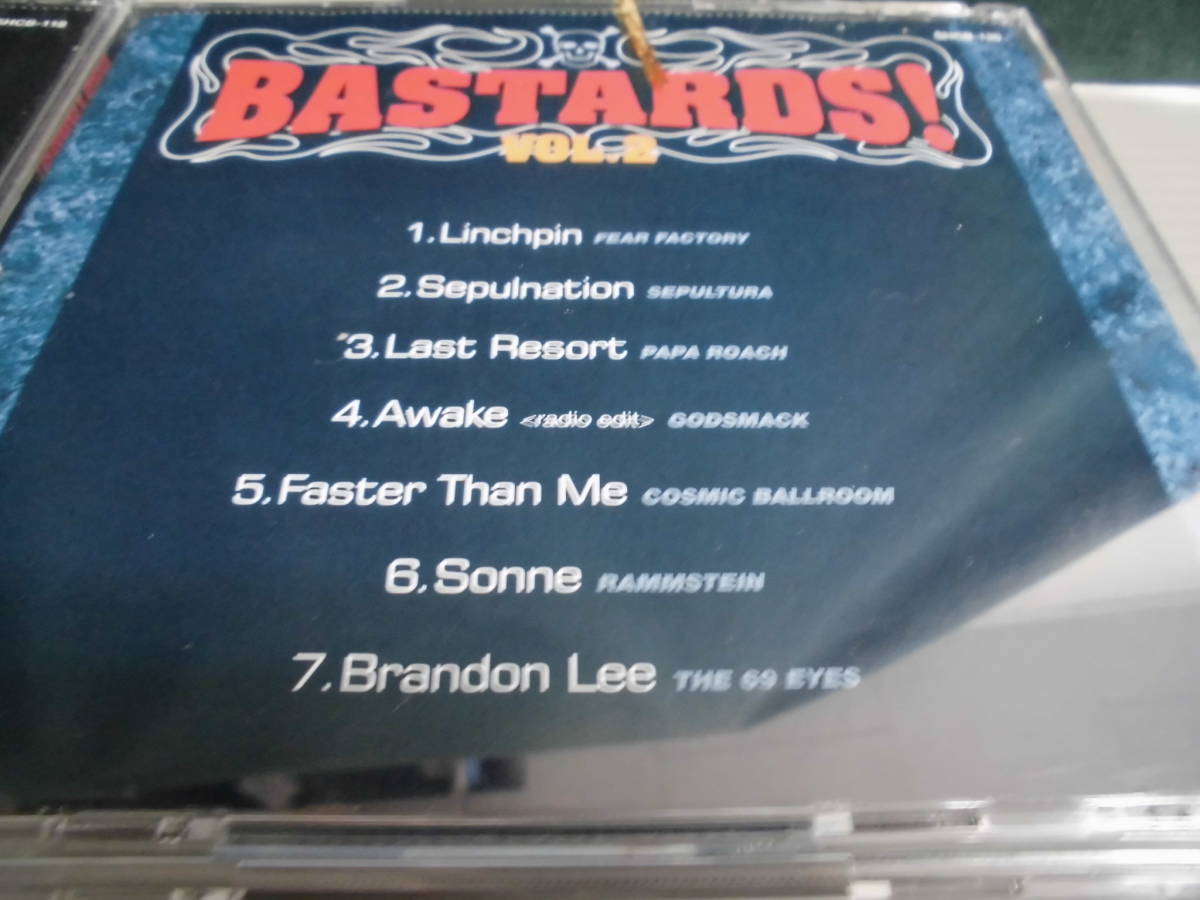 BASTARDS!
VOL.2
1.Linchpin FEAR FACTORY
2.Sepulnation SEPULTURA
3.Last Resort PAPA ROACH
4.Awake <radio edit> GODSMACK
5.Faster Than Me COSMIC BALLROOM
6.Sonne RAMMSTEIN
7.Brandon Lee THE 69 EYES